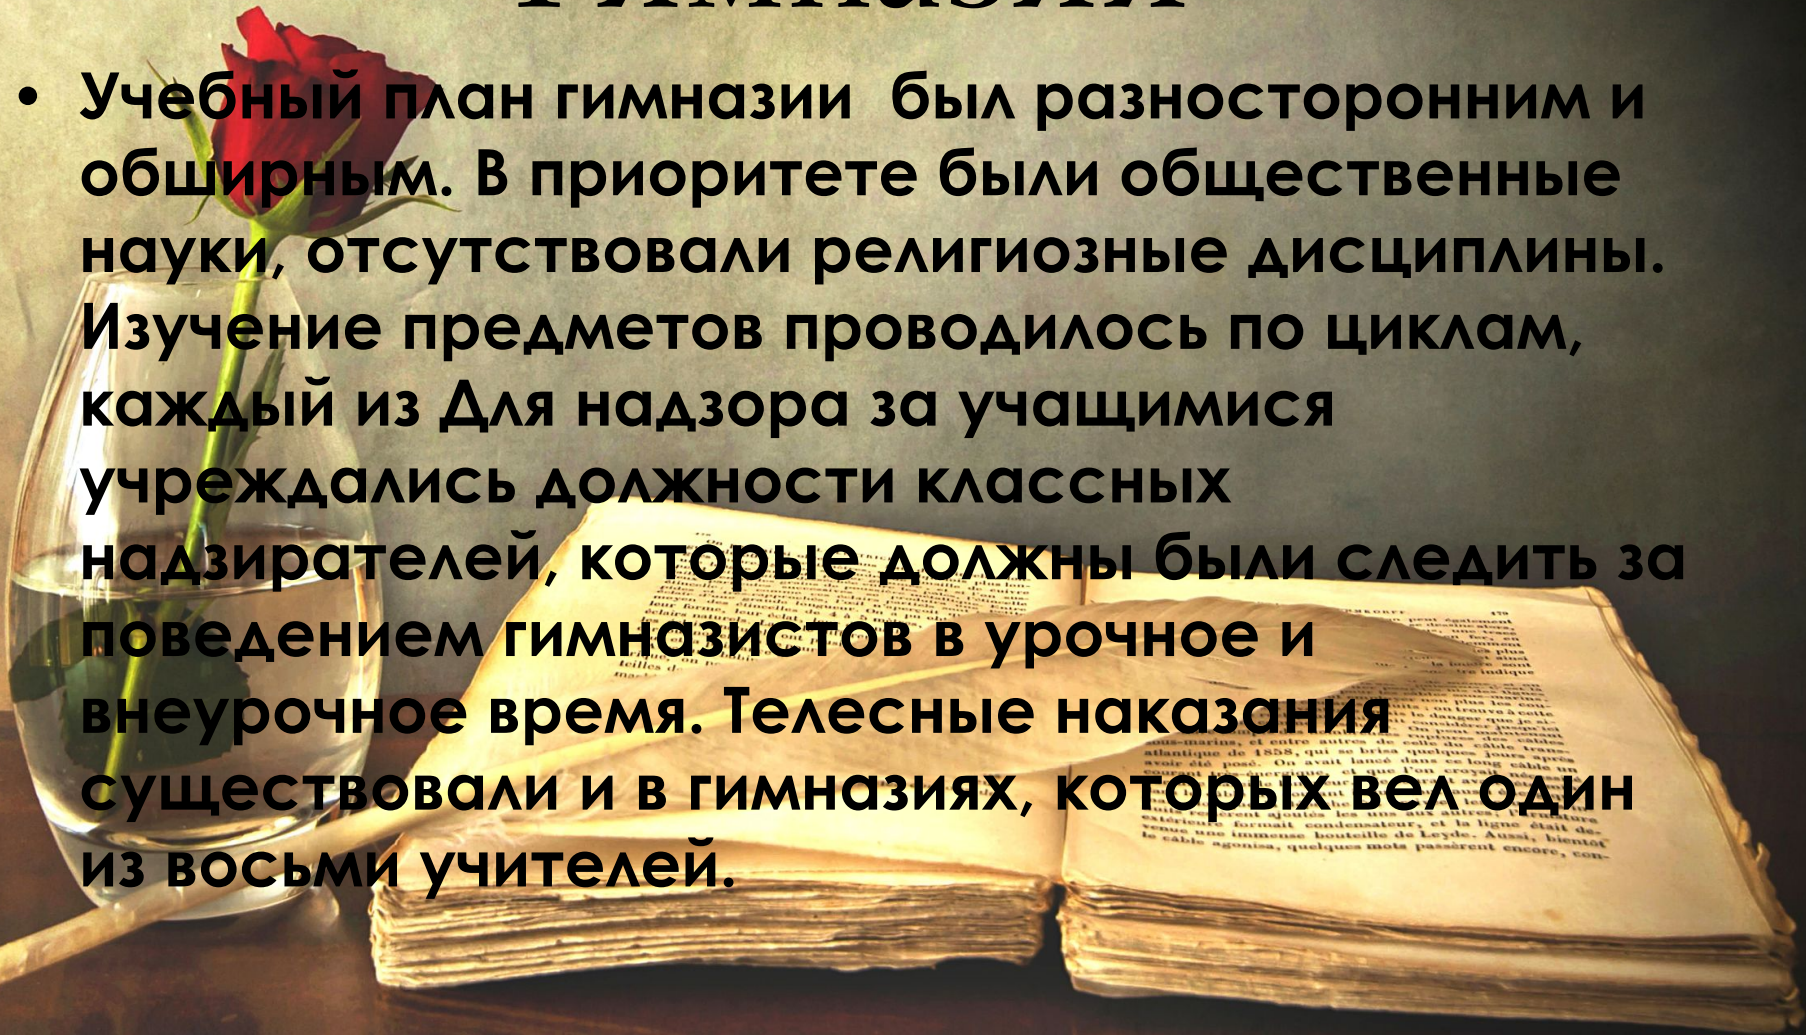 Гимназии
• Учебный план гимназии был разносторонним и
обширным. В приоритете были общественные
науки, отсутствовали религиозные дисциплины.
Изучение предметов проводилось по циклам,
каждый из Для надзора за учащимися
учреждались должности классных
надзирателей, которые должны были следить за
поведением гимназистов в урочное и
внеурочное время. Телесные наказания
существовали и в гимназиях, которых вел один
из восьми учителей.